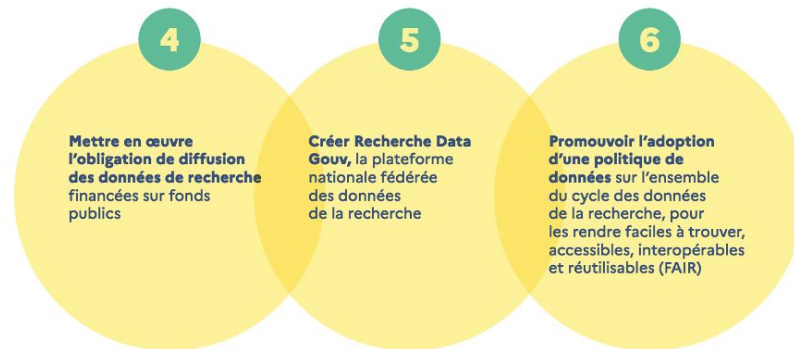 4
Mettre en œuvre
l’obligation de diffusion
des données de recherche
financées sur fonds
publics
5
Créer Recherche Data
Gouv, la plateforme
nationale fédérée
des données
de la recherche
6
Promouvoir l’adoption
d’une politique de
données sur l’ensemble
du cycle des données
de la recherche, pour
les rendre faciles à trouver,
accessibles, interopérables
et réutilisables (FAIR)